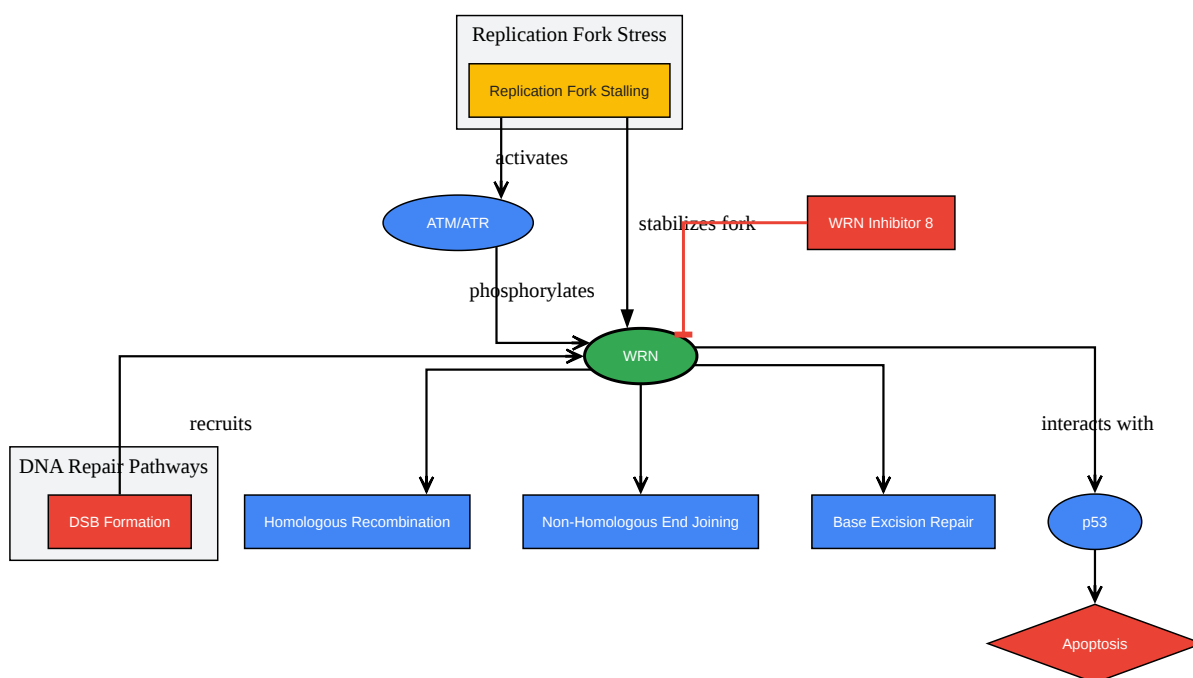 Replication Fork Stress
Replication Fork Stalling
activates
ATM/ATR
stabilizes fork
WRN Inhibitor 8
phosphorylates
WRN
recruits
interacts with
DNA Repair Pathways
DSB Formation
Homologous Recombination
Non-Homologous End Joining
Base Excision Repair
p53
Apoptosis